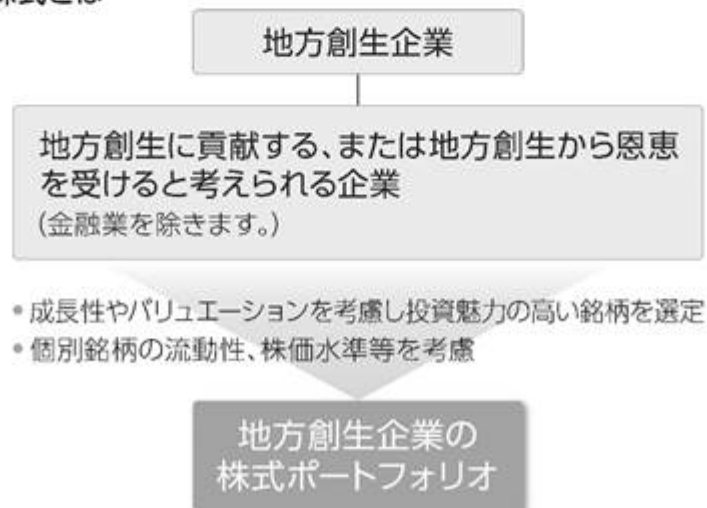 地方創生企業
地方創生に貢献する、または地方創生から恩恵
を受けると考えられる企業
(金融業を除きます。)
●成長性やバリュエーションを考慮し投資魅力の高い銘柄を選定
●個別銘柄の流動性、株価水準等を考慮
地方創生企業の
株式ポートフォリオ